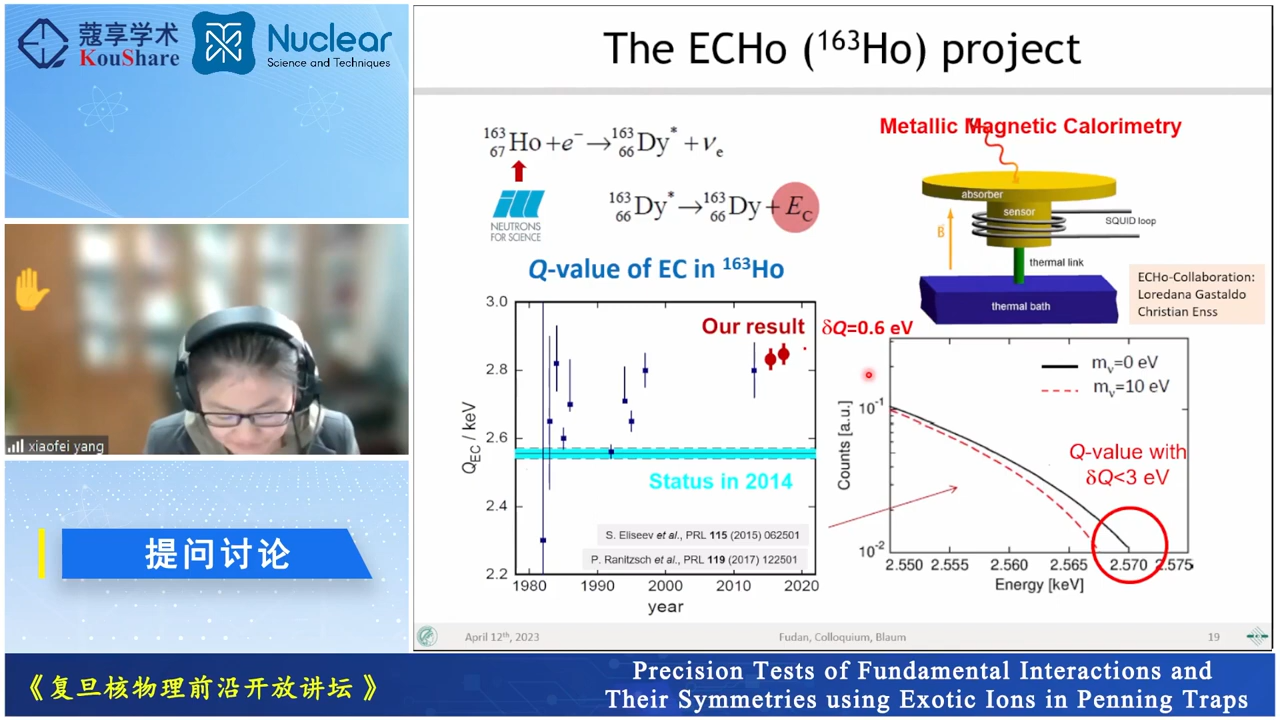 蔻享学术
KouShare
Nuclear
Science and Techniques
xiaofei yang
提问讨论
The ECHo (¹⁶³Ho) project
¹⁶³₆₇Ho + e⁻ → ¹⁶³₆₆Dy* + νₑ
ill
NEUTRONS
FOR SCIENCE
¹⁶³₆₆Dy* → ¹⁶³₆₆Dy + E_C
Metallic Magnetic Calorimetry
absorber
sensor
SQUID loop
B
thermal link
thermal bath
ECHo-Collaboration:
Loredana Gastaldo
Christian Enss
Q-value of EC in ¹⁶³Ho
Q_EC / keV
3.0
2.8
2.6
2.4
2.2
Our result
δQ=0.6 eV
Status in 2014
S. Eliseev et al., PRL 115 (2015) 062501
P. Ranitzsch et al., PRL 119 (2017) 122501
1980 1990 2000 2010 2020
year
Counts [a.u.]
10⁻¹
10⁻²
m_ν=0 eV
m_ν=10 eV
Q-value with
δQ<3 eV
2.550 2.555 2.560 2.565 2.570 2.575
Energy [keV]
April 12th, 2023
Fudan, Colloquium, Blaum
19
《复旦核物理前沿开放讲坛》
Precision Tests of Fundamental Interactions and
Their Symmetries using Exotic Ions in Penning Traps